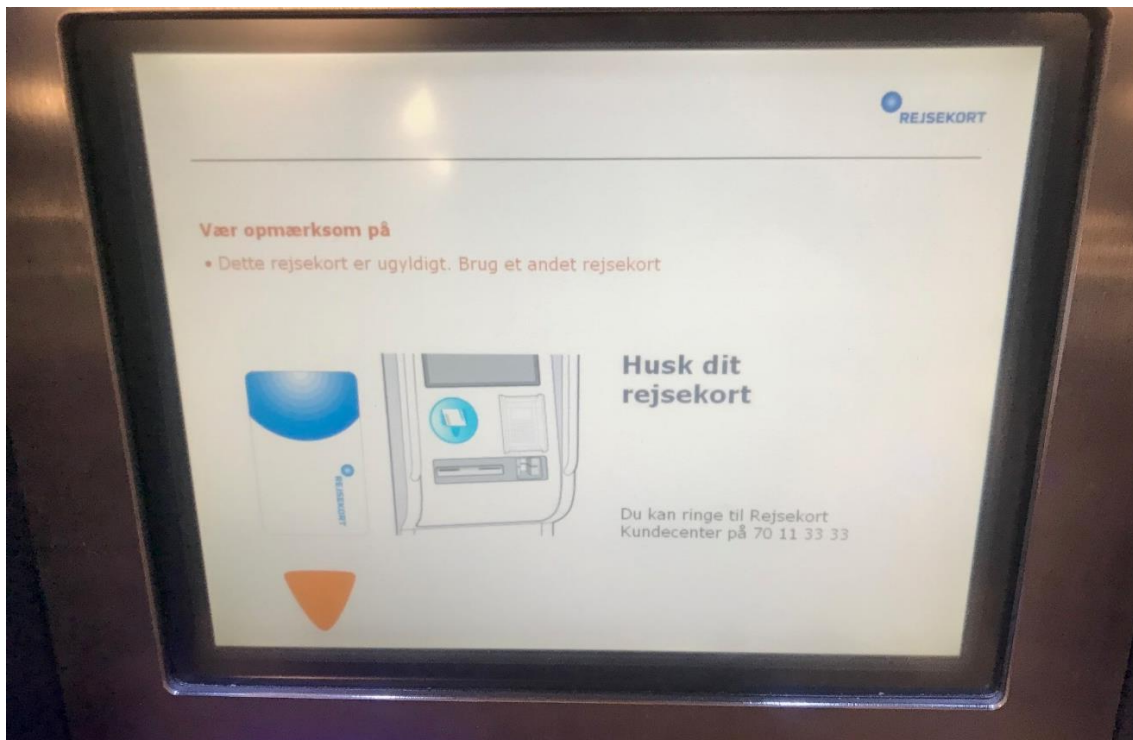 REJSEKORT
Vær opmærksom på
• Dette rejsekort er ugyldigt. Brug et andet rejsekort
Husk dit
rejsekort
REJSEKORT
Du kan ringe til Rejsekort
Kundecenter på 70 11 33 33